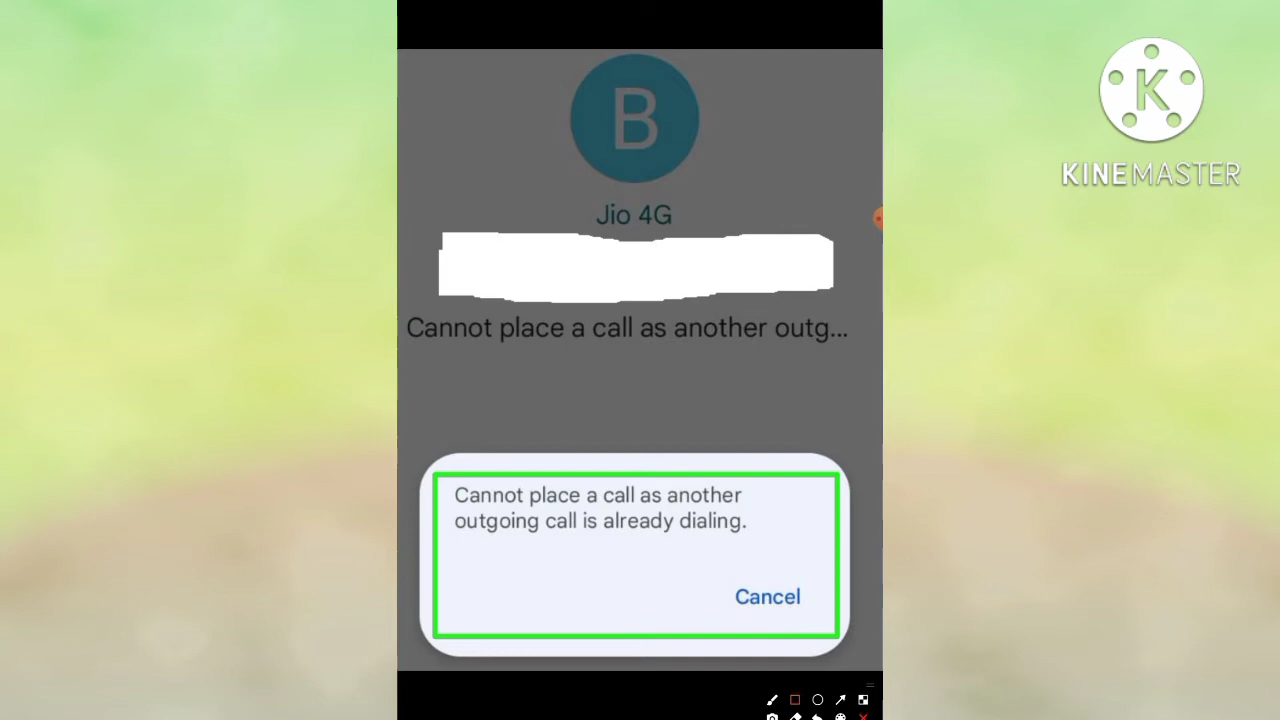 B
Jio 4G
Cannot place a call as another outg...
Cannot place a call as another
outgoing call is already dialing.
Cancel
K
KINEMASTER